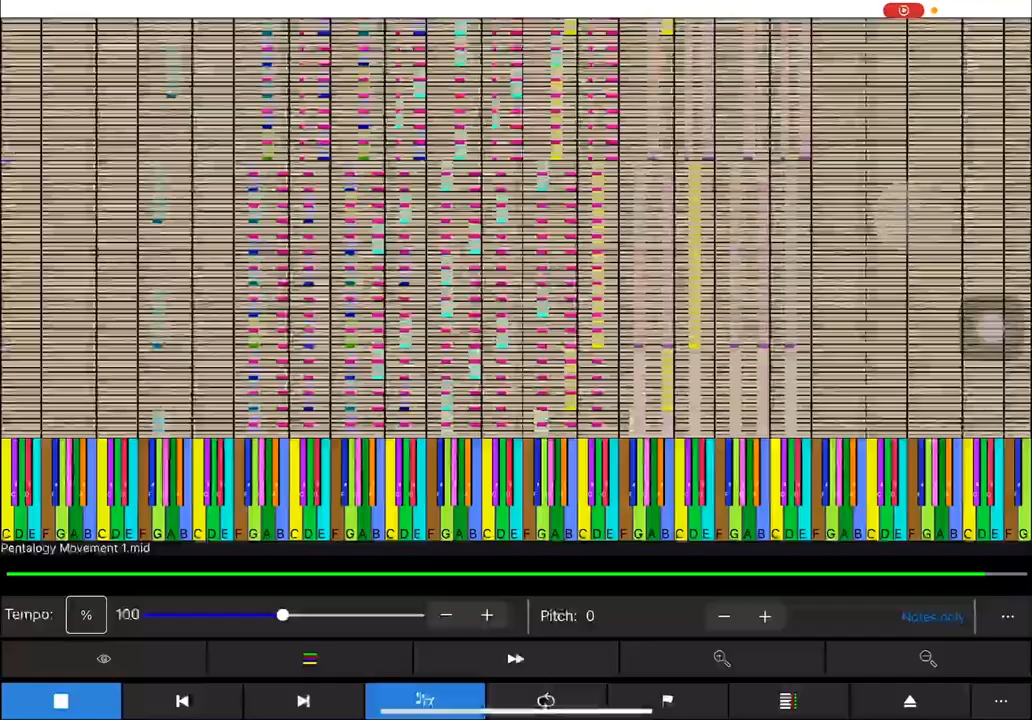 C D E F G A B C D E F G A B C D E F G A B C D E F G A B C D E F G A B C D E F G A B C D E F G A B C D E F G
Pentalogy Movement 1.mid
Tempo: % 100 − + Pitch: 0 − + Notes only ...
...